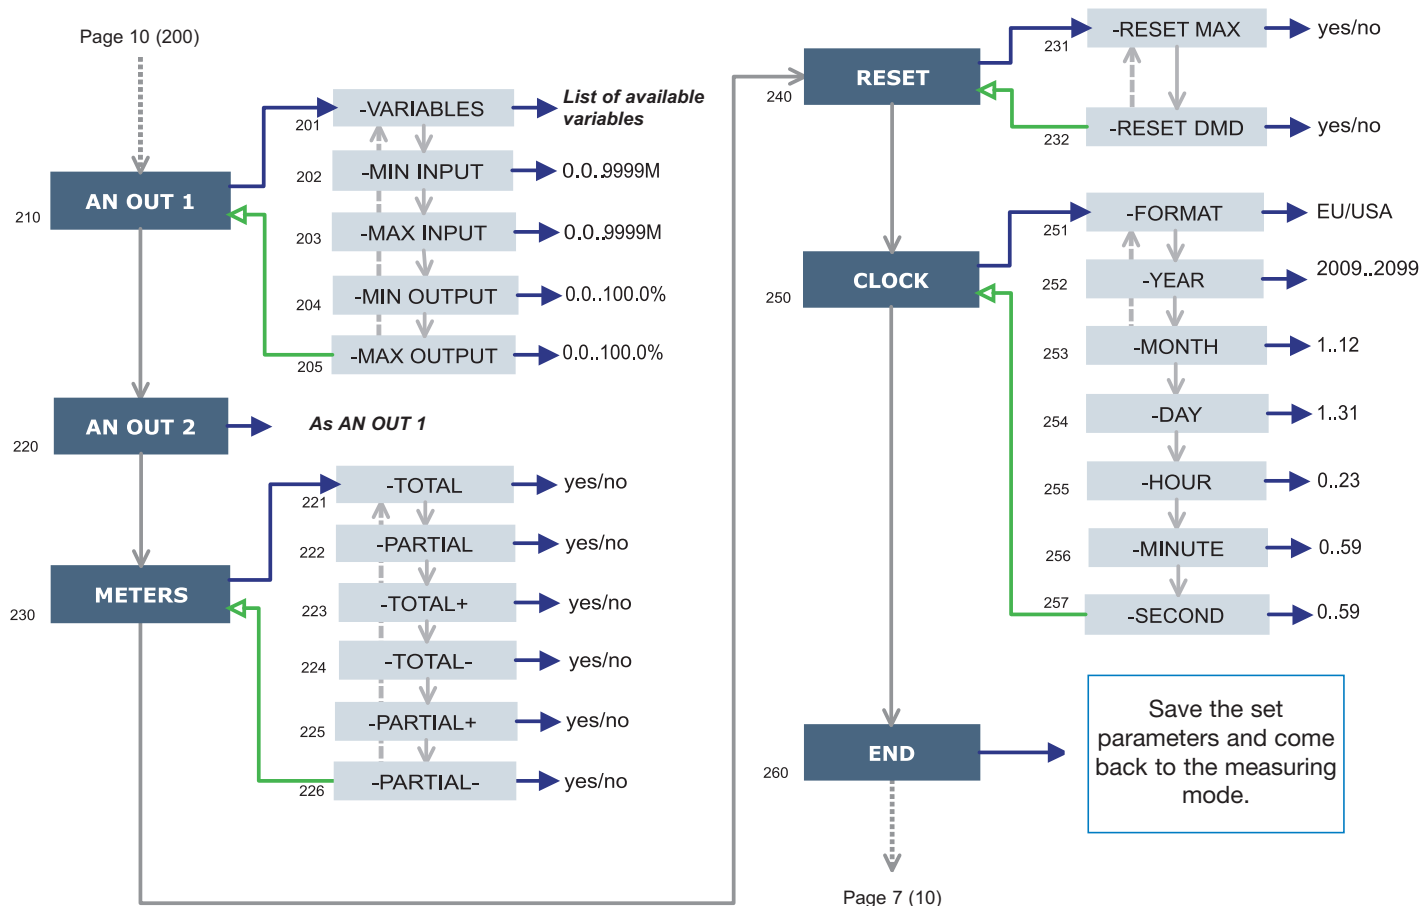 Page 10 (200)
210
AN OUT 1
201
-VARIABLES
List of available
variables
202
-MIN INPUT
0.0..9999M
203
-MAX INPUT
0.0..9999M
204
-MIN OUTPUT
0.0..100.0%
205
-MAX OUTPUT
0.0..100.0%
220
AN OUT 2
As AN OUT 1
230
METERS
221
-TOTAL
yes/no
222
-PARTIAL
yes/no
223
-TOTAL+
yes/no
224
-TOTAL-
yes/no
225
-PARTIAL+
yes/no
226
-PARTIAL-
yes/no
240
RESET
231
-RESET MAX
yes/no
232
-RESET DMD
yes/no
250
CLOCK
251
-FORMAT
EU/USA
252
-YEAR
2009..2099
253
-MONTH
1..12
254
-DAY
1..31
255
-HOUR
0..23
256
-MINUTE
0..59
257
-SECOND
0..59
260
END
Save the set
parameters and come
back to the measuring
mode.
Page 7 (10)